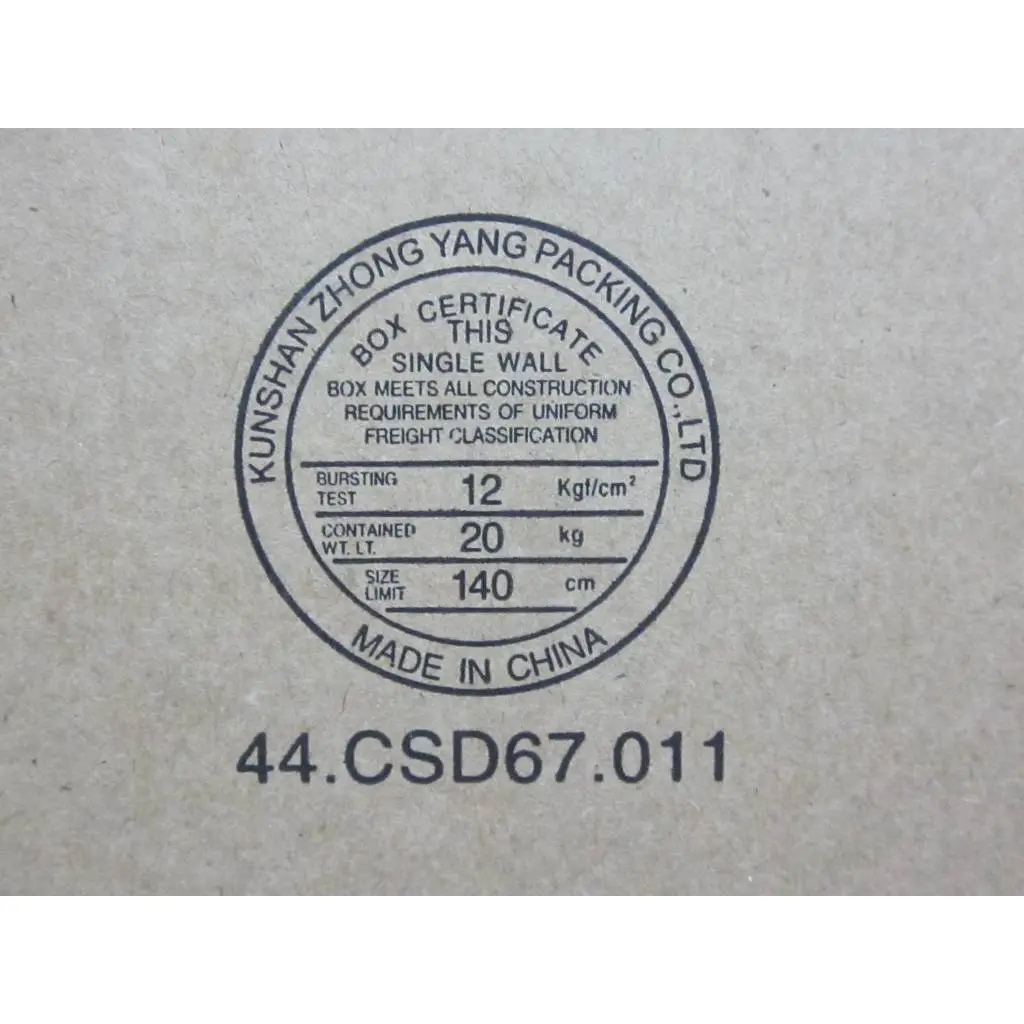 KUNSHAN ZHONG YANG PACKING CO.,LTD
BOX CERTIFICATE
THIS
SINGLE WALL
BOX MEETS ALL CONSTRUCTION
REQUIREMENTS OF UNIFORM
FREIGHT CLASSIFICATION
BURSTING TEST 12 Kgf/cm²
CONTAINED WT. LT. 20 kg
SIZE LIMIT 140 cm
MADE IN CHINA
44.CSD67.011